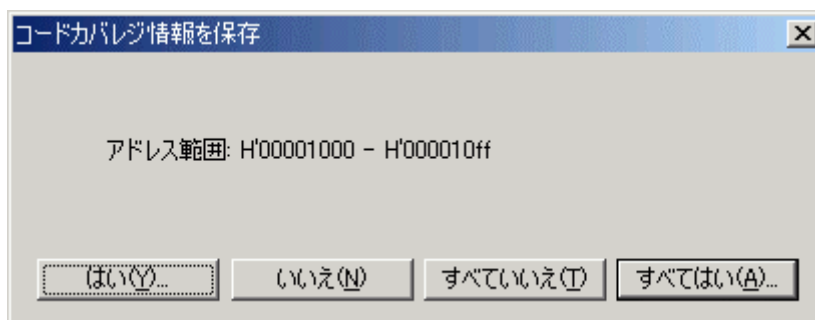 コードカバレジ情報を保存
アドレス範囲: H'00001000 - H'000010ff
はい(Y)... いいえ(N) すべていいえ(T) すべてはい(A)...